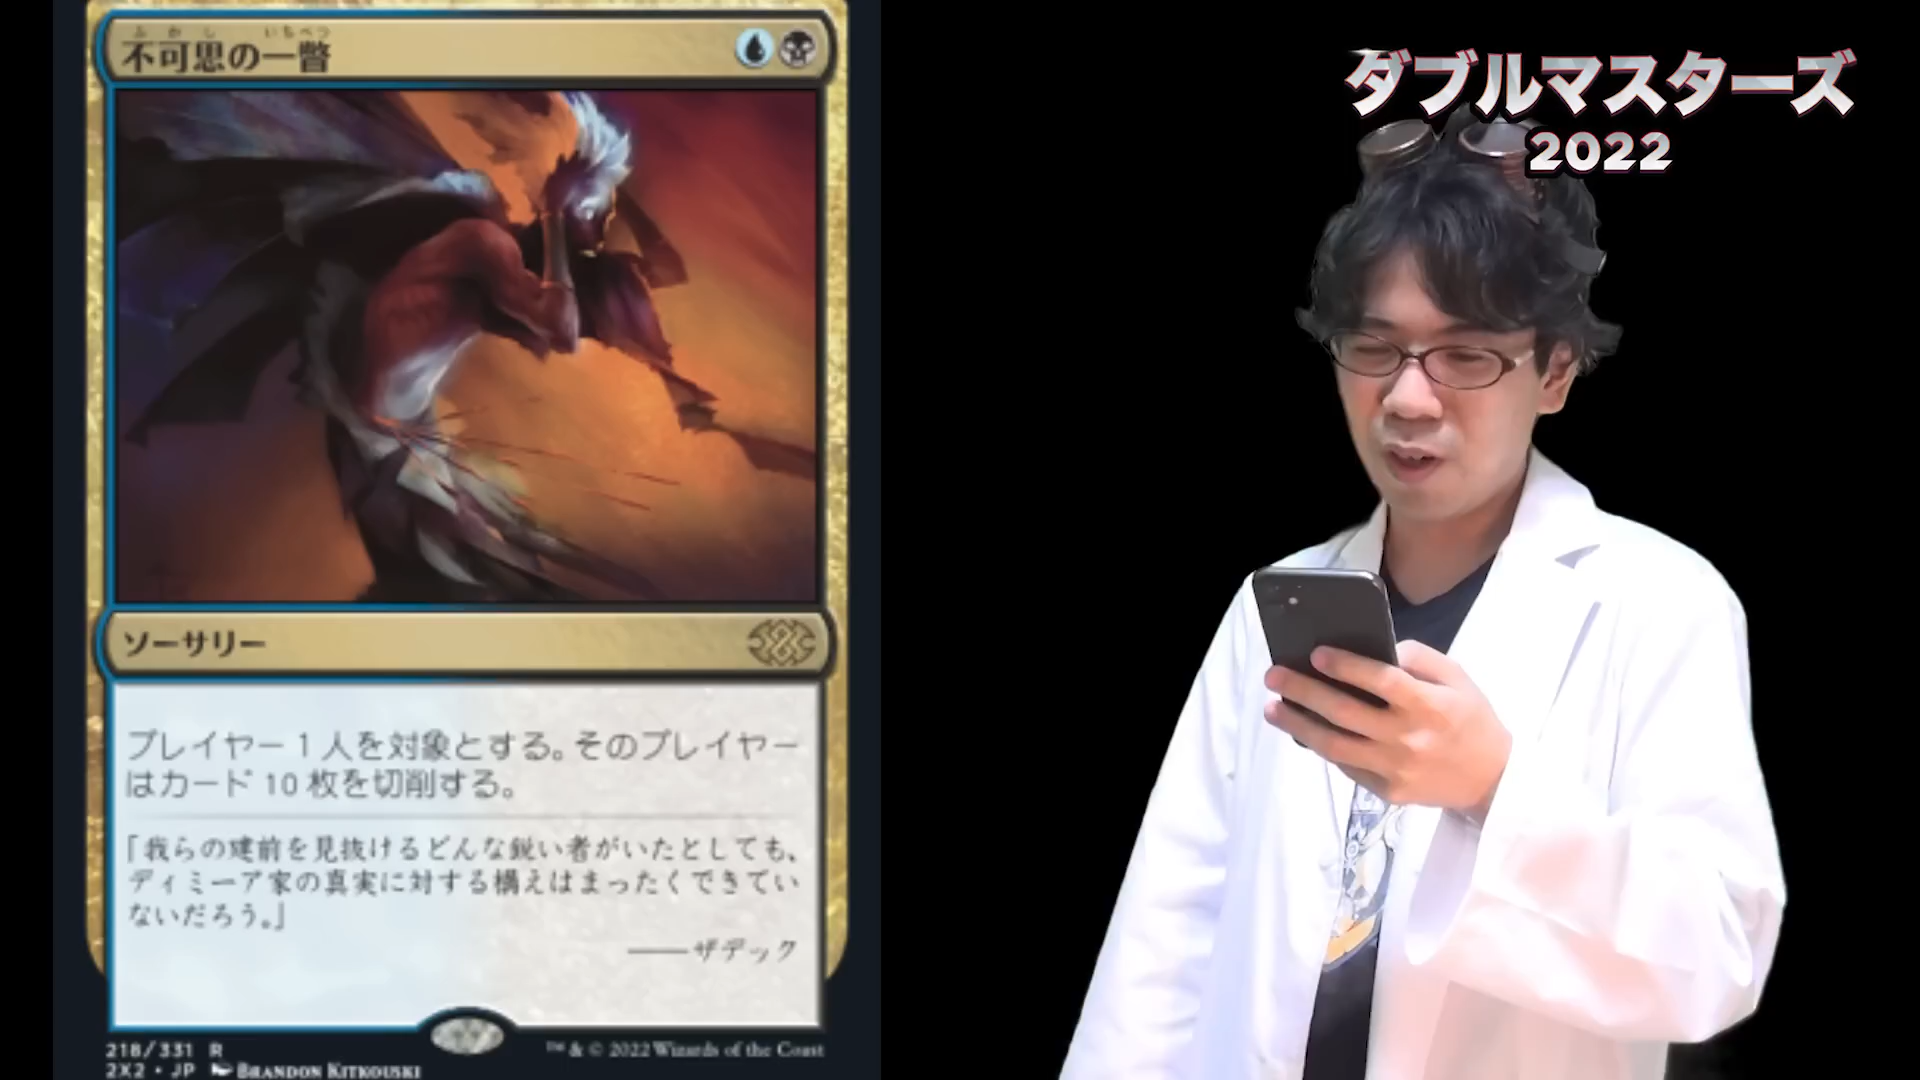 ふかし いちべつ
不可思の一瞥
ダブルマスターズ
2022
ソーサリー
プレイヤー1人を対象とする。そのプレイヤー
はカード10枚を切削する。
「我らの建前を見抜けるどんな鋭い者がいたとしても、
ディミーア家の真実に対する構えはまったくできてい
ないだろう。」
──ザデック
218/331 R
2X2・JP BRANDON KITKOUSKI
™ & © 2022 Wizards of the Coast